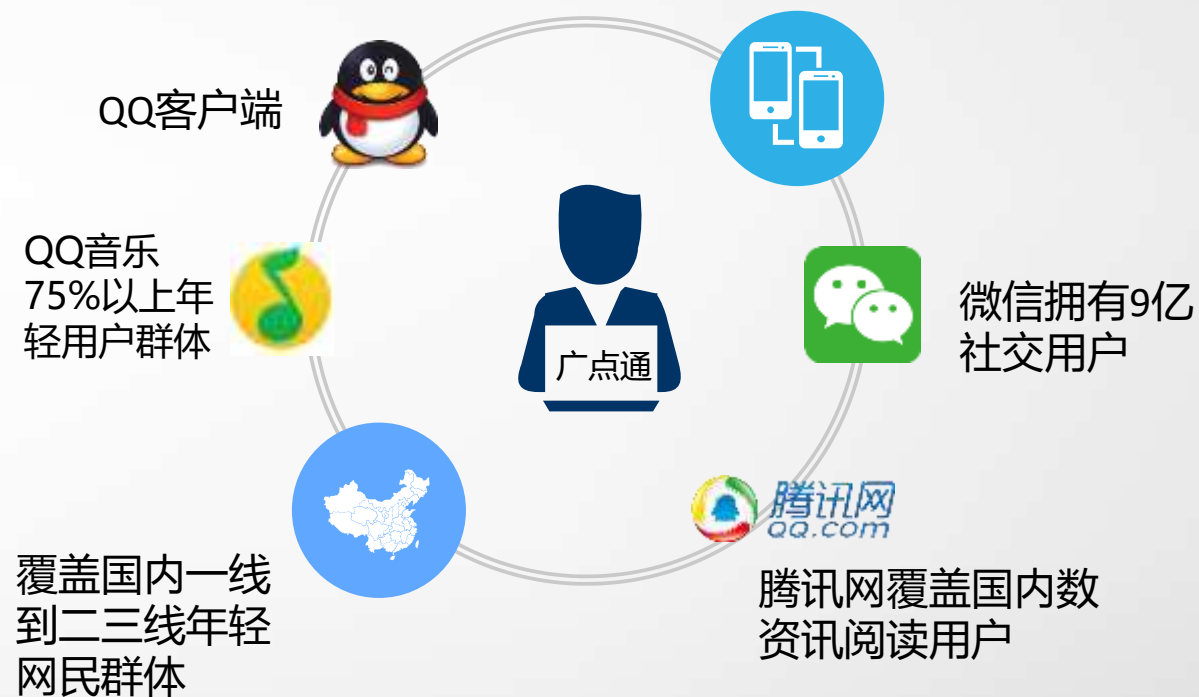 QQ客户端
QQ音乐
75%以上年
轻用户群体
广点通
微信拥有9亿
社交用户
腾讯网
QQ.com
覆盖国内一线
到二三线年轻
网民群体
腾讯网覆盖国内数
资讯阅读用户